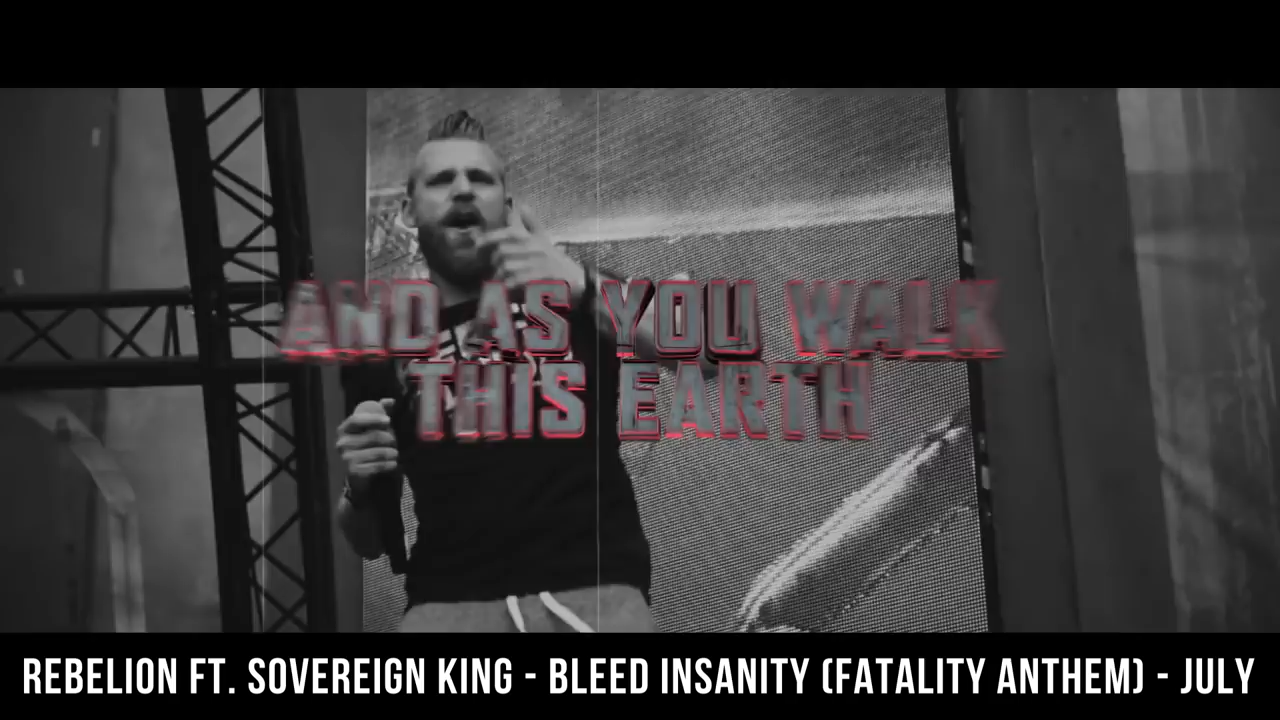 AND AS YOU WALK
THIS EARTH
REBELION FT. SOVEREIGN KING - BLEED INSANITY (FATALITY ANTHEM) - JULY